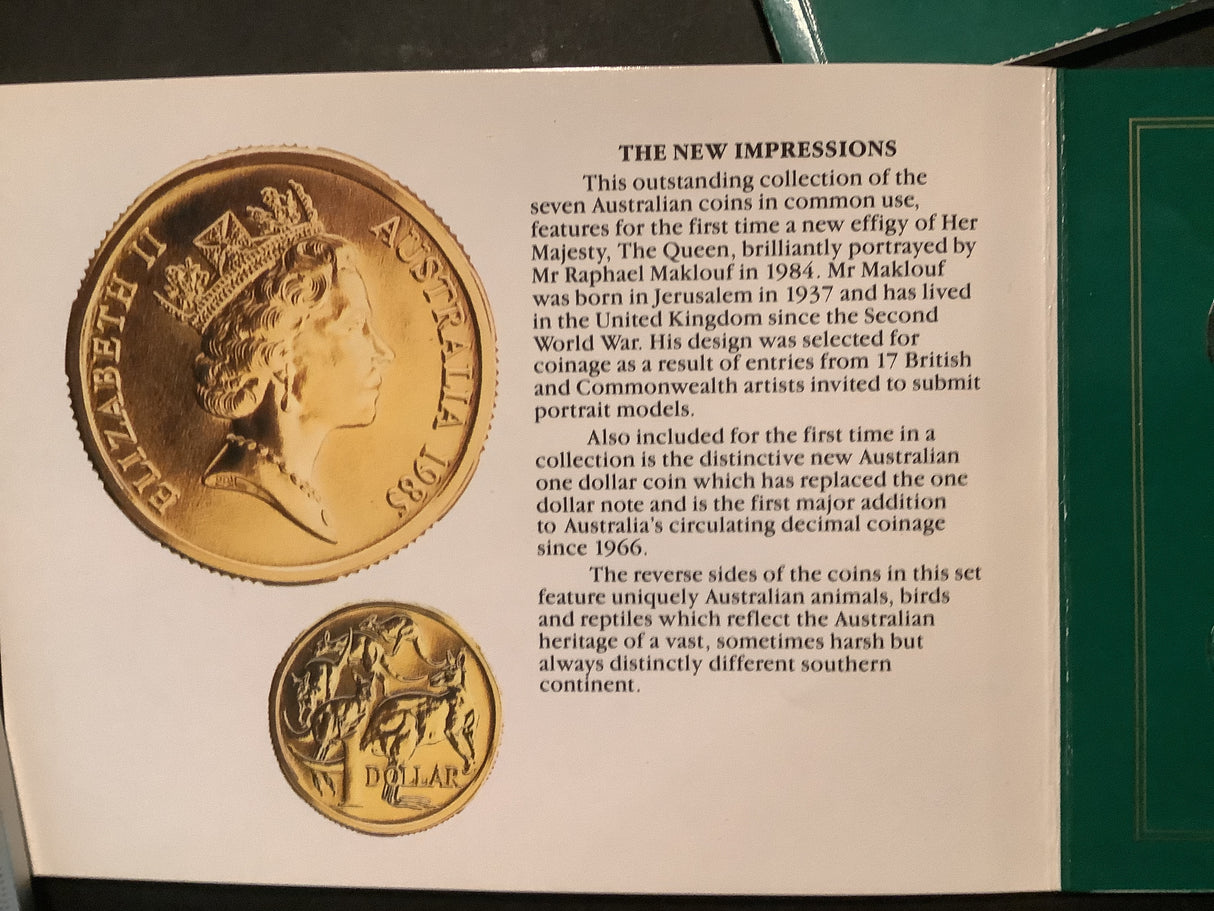 ELIZABETH II
AUSTRALIA 1985
1 DOLLAR
THE NEW IMPRESSIONS
This outstanding collection of the
seven Australian coins in common use,
features for the first time a new effigy of Her
Majesty, The Queen, brilliantly portrayed by
Mr Raphael Maklouf in 1984. Mr Maklouf
was born in Jerusalem in 1937 and has lived
in the United Kingdom since the Second
World War. His design was selected for
coinage as a result of entries from 17 British
and Commonwealth artists invited to submit
portrait models.
Also included for the first time in a
collection is the distinctive new Australian
one dollar coin which has replaced the one
dollar note and is the first major addition
to Australia's circulating decimal coinage
since 1966.
The reverse sides of the coins in this set
feature uniquely Australian animals, birds
and reptiles which reflect the Australian
heritage of a vast, sometimes harsh but
always distinctly different southern
continent.